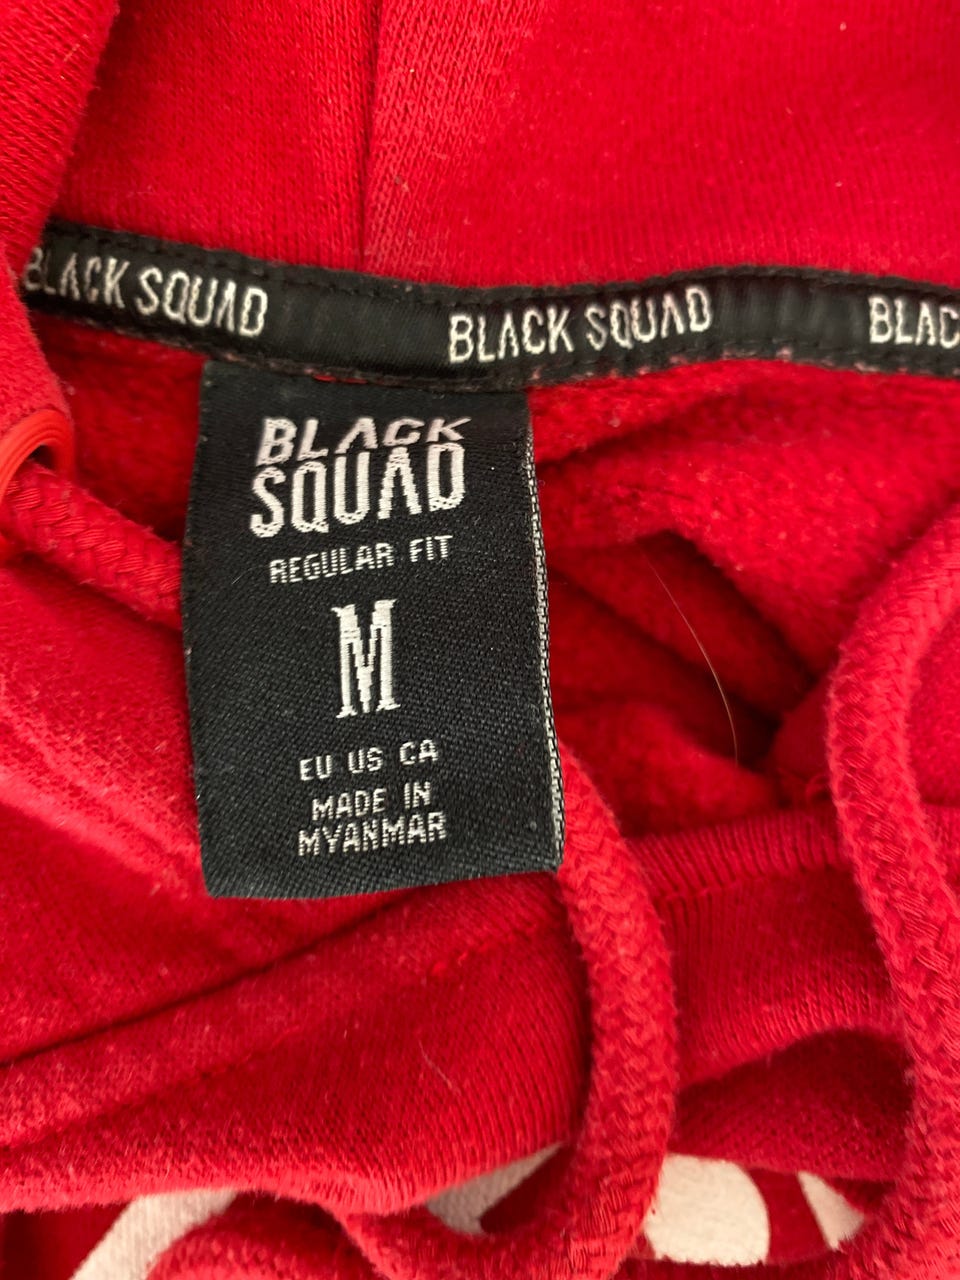 BLACK SQUAD BLACK SQUAD BLAC
BLACK
SQUAD
REGULAR FIT
M
EU US CA
MADE IN
MYANMAR